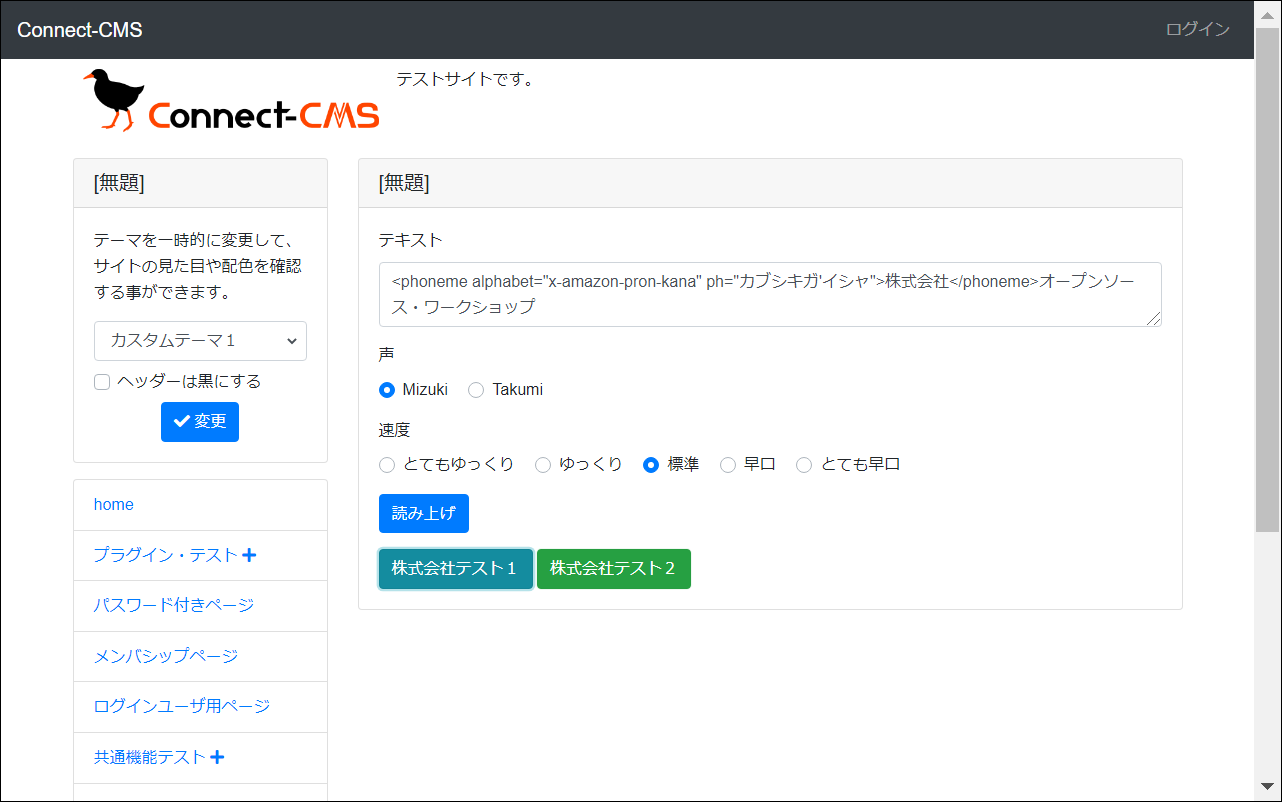 Connect-CMS
ログイン
Connect-CMS
テストサイトです。
[無題]
テーマを一時的に変更して、
サイトの見た目や配色を確認
する事ができます。
カスタムテーマ１
ヘッダーは黒にする
変更
home
プラグイン・テスト
パスワード付きページ
メンバシップページ
ログインユーザ用ページ
共通機能テスト
[無題]
テキスト
<phoneme alphabet="x-amazon-pron-kana" ph="カブシキガ'イシャ">株式会社</phoneme>オープンソー
ス・ワークショップ
声
Mizuki Takumi
速度
とてもゆっくり ゆっくり 標準 早口 とても早口
読み上げ
株式会社テスト１ 株式会社テスト２